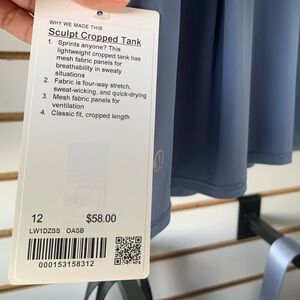 WHY WE MADE THIS
Sculpt Cropped Tank
1. Sprints anyone? This
lightweight cropped tank has
mesh fabric panels for
breathability in sweaty
situations
2. Fabric is four-way stretch,
sweat-wicking, and quick-drying
3. Mesh fabric panels for
ventilation
4. Classic fit, cropped length
12 $58.00
LW1DZSS OASB
000153158312